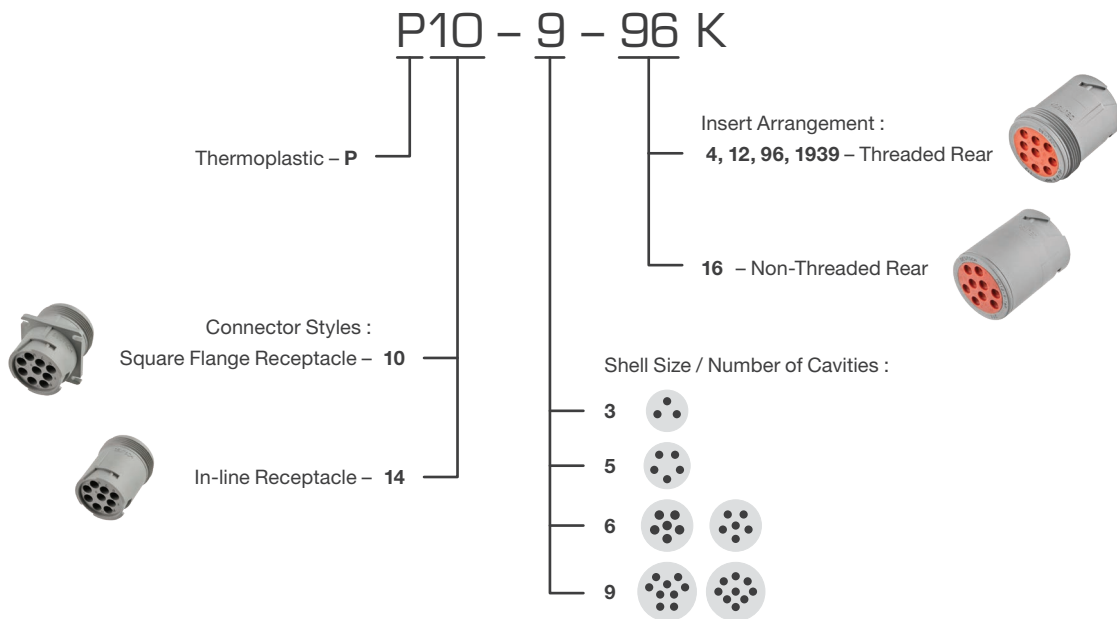 P10 – 9 – 96 K
Insert Arrangement :
4, 12, 96, 1939 – Threaded Rear
Thermoplastic – P
16 – Non-Threaded Rear
Connector Styles :
Square Flange Receptacle – 10
Shell Size / Number of Cavities :
3
5
In-line Receptacle – 14
6
9